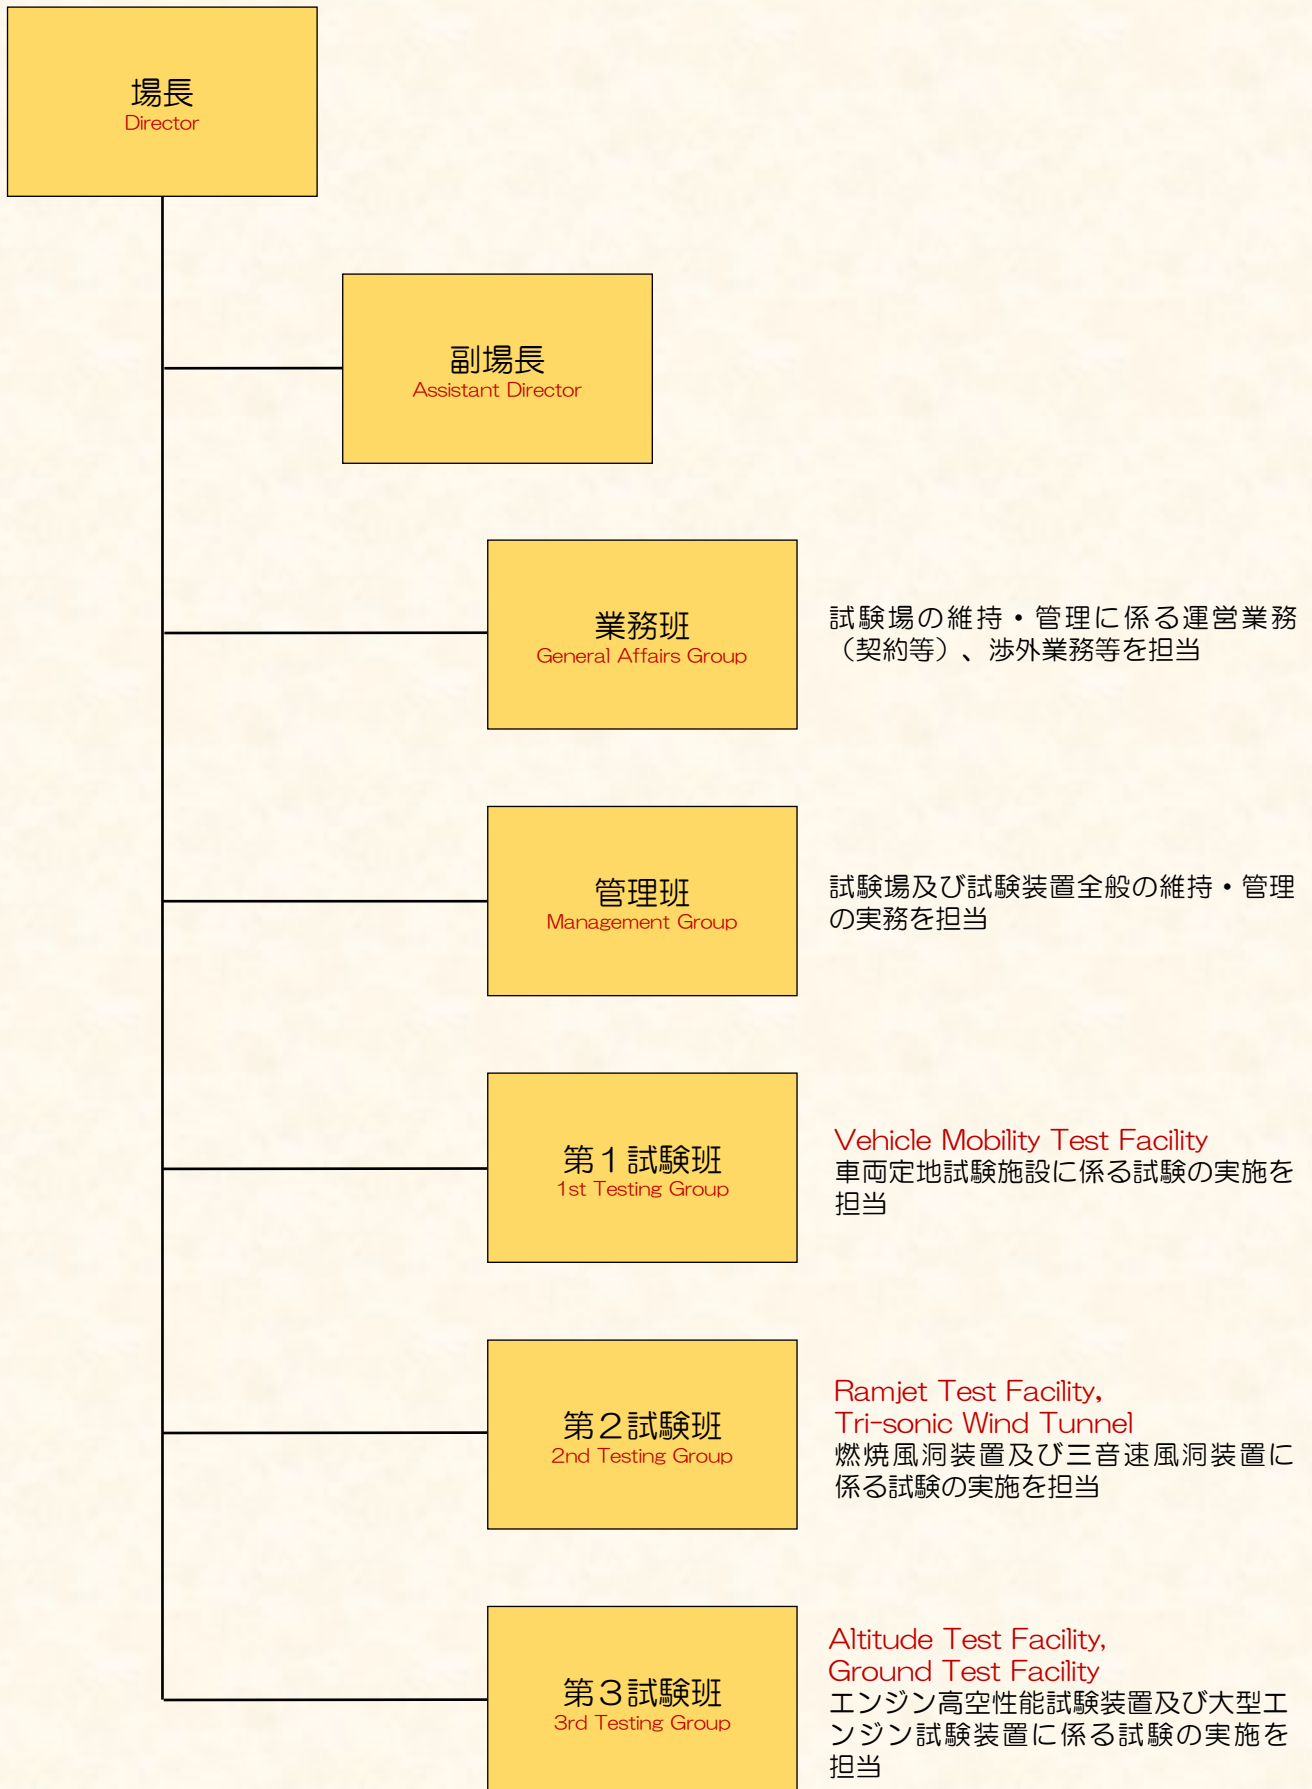 場長
Director
副場長
Assistant Director
業務班
General Affairs Group
試験場の維持・管理に係る運営業務
（契約等）、渉外業務等を担当
管理班
Management Group
試験場及び試験装置全般の維持・管理
の実務を担当
第１試験班
1st Testing Group
Vehicle Mobility Test Facility
車両定地試験施設に係る試験の実施を
担当
第２試験班
2nd Testing Group
Ramjet Test Facility,
Tri-sonic Wind Tunnel
燃焼風洞装置及び三音速風洞装置に
係る試験の実施を担当
第３試験班
3rd Testing Group
Altitude Test Facility,
Ground Test Facility
エンジン高空性能試験装置及び大型エ
ンジン試験装置に係る試験の実施を
担当